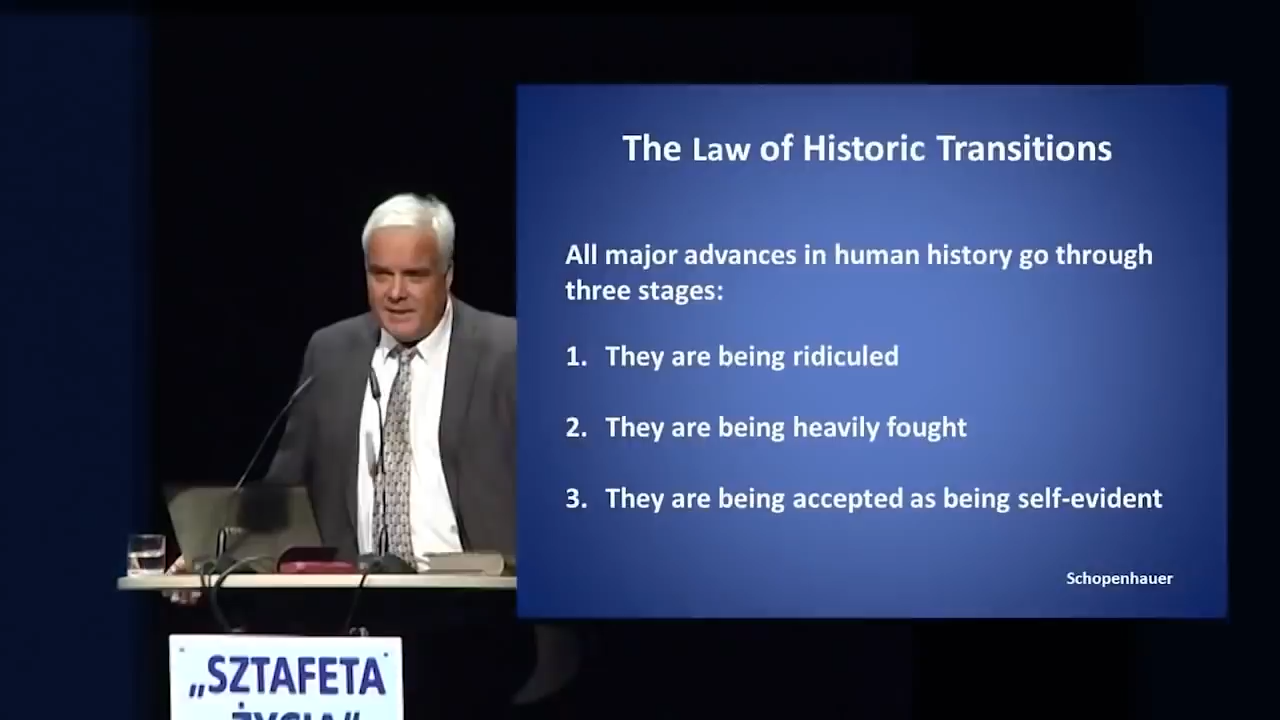 The Law of Historic Transitions
All major advances in human history go through
three stages:
1. They are being ridiculed
2. They are being heavily fought
3. They are being accepted as being self-evident
Schopenhauer
„SZTAFETA
ŻYCIA”